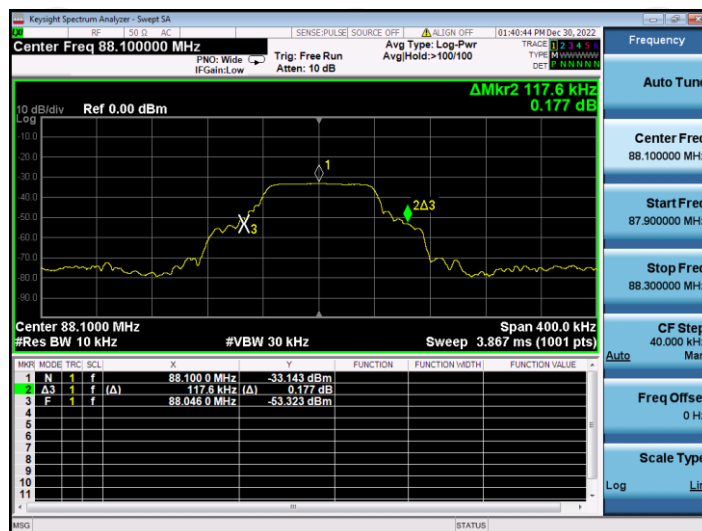 Keysight Spectrum Analyzer - Swept SA
RF 50 Ω AC SENSE:PULSE SOURCE OFF ALIGN OFF 01:40:44 PM Dec 30, 2022
Center Freq 88.100000 MHz
PNO: Wide
IFGain:Low
Trig: Free Run
Atten: 10 dB
Avg Type: Log-Pwr
Avg|Hold:>100/100
TRACE 1 2 3 4 5 6
TYPE M W W W W W
DET P N N N N N
ΔMkr2 117.6 kHz
0.177 dB
10 dB/div Ref 0.00 dBm
Log
-10.0
-20.0
-30.0
-40.0
-50.0
-60.0
-70.0
-80.0
-90.0
1
2Δ3
3
Center 88.1000 MHz Span 400.0 kHz
#Res BW 10 kHz #VBW 30 kHz Sweep 3.867 ms (1001 pts)
MKR MODE TRC SCL X Y FUNCTION FUNCTION WIDTH FUNCTION VALUE
1 N 1 f 88.100 0 MHz -33.143 dBm
2 Δ3 1 f (Δ) 117.6 kHz (Δ) 0.177 dB
3 F 1 f 88.046 0 MHz -53.323 dBm
4
5
6
7
8
9
10
11
MSG STATUS
Frequency
Auto Tune
Center Freq
88.100000 MHz
Start Freq
87.900000 MHz
Stop Freq
88.300000 MHz
CF Step
40.000 kHz
Auto Man
Freq Offset
0 Hz
Scale Type
Log Lin